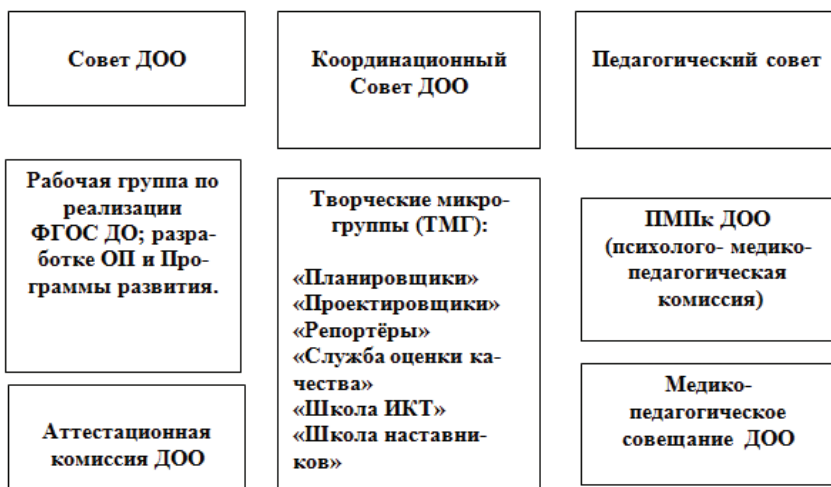 Совет ДОО
Координационный
Совет ДОО
Педагогический совет
Рабочая группа по
реализации
ФГОС ДО; разра-
ботке ОП и Про-
граммы развития.
Творческие микро-
группы (ТМГ):
«Планировщики»
«Проектировщики»
«Репортёры»
«Служба оценки ка-
чества»
«Школа ИКТ»
«Школа наставни-
ков»
ПМПк ДОО
(психолого- медико-
педагогическая
комиссия)
Аттестационная
комиссия ДОО
Медико-
педагогическое
совещание ДОО